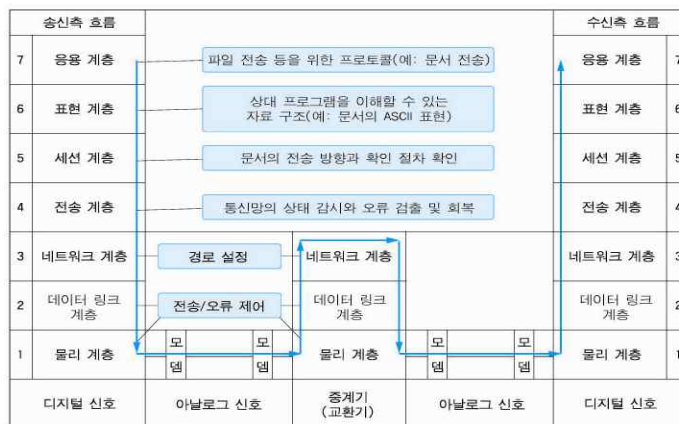 송신측 흐름
수신측 흐름
7
응용 계층
파일 전송 등을 위한 프로토콜(예: 문서 전송)
응용 계층
7
6
표현 계층
상대 프로그램을 이해할 수 있는
자료 구조(예: 문서의 ASCII 표현)
표현 계층
6
5
세션 계층
문서의 전송 방향과 확인 절차 확인
세션 계층
5
4
전송 계층
통신망의 상태 감시와 오류 검출 및 회복
전송 계층
4
3
네트워크 계층
경로 설정
네트워크 계층
네트워크 계층
3
2
데이터 링크
계층
전송/오류 제어
데이터 링크
계층
데이터 링크
계층
2
1
물리 계층
모
뎀
모
뎀
물리 계층
모
뎀
모
뎀
물리 계층
1
디지털 신호
아날로그 신호
중계기
(교환기)
아날로그 신호
디지털 신호